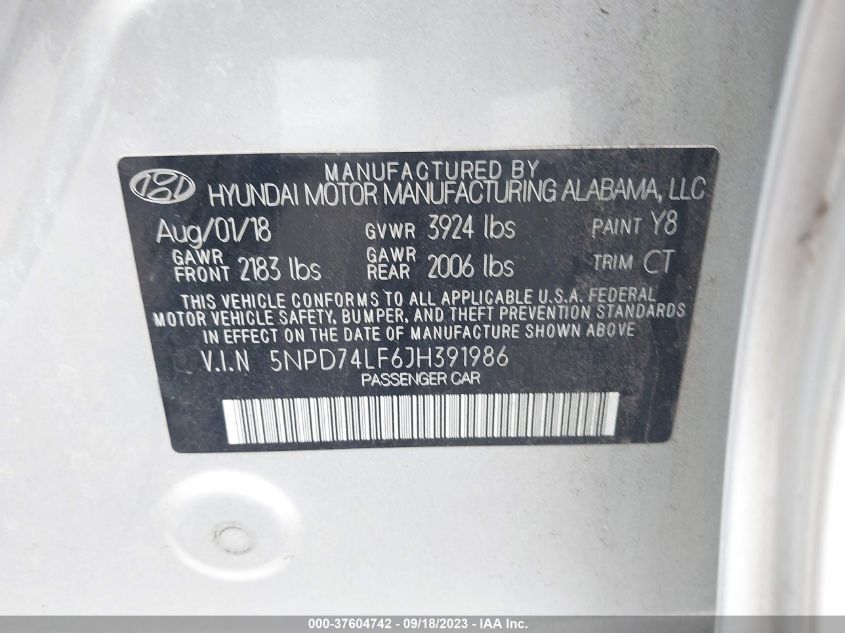 MANUFACTURED BY
HYUNDAI MOTOR MANUFACTURING ALABAMA, LLC
Aug/01/18 GVWR 3924 lbs PAINT Y8
GAWR FRONT 2183 lbs GAWR REAR 2006 lbs TRIM CT
THIS VEHICLE CONFORMS TO ALL APPLICABLE U.S.A. FEDERAL
MOTOR VEHICLE SAFETY, BUMPER, AND THEFT PREVENTION STANDARDS
IN EFFECT ON THE DATE OF MANUFACTURE SHOWN ABOVE.
V.I.N 5NPD74LF6JH391986
PASSENGER CAR
000-37604742 - 09/18/2023 - IAA Inc.